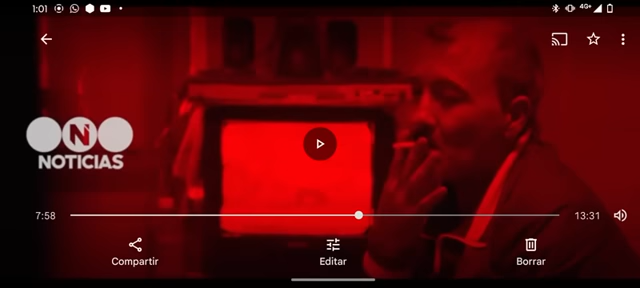 1:01
4G+
N
NOTICIAS
7:58
13:31
Compartir
Editar
Borrar